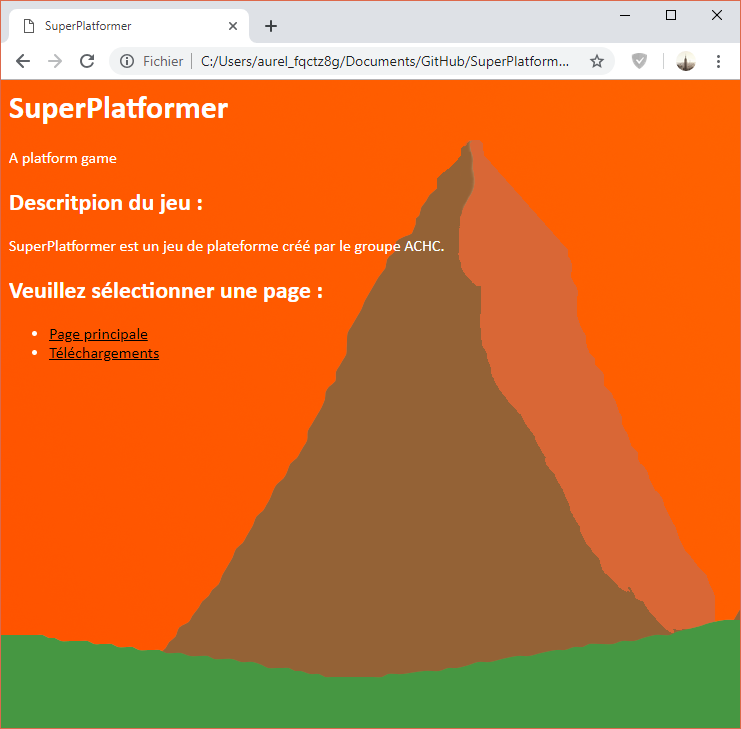 SuperPlatformer
Fichier
C:/Users/aurel_fqctz8g/Documents/GitHub/SuperPlatform...
SuperPlatformer
A platform game
Descritpion du jeu :
SuperPlatformer est un jeu de plateforme créé par le groupe ACHC.
Veuillez sélectionner une page :
Page principale
Téléchargements